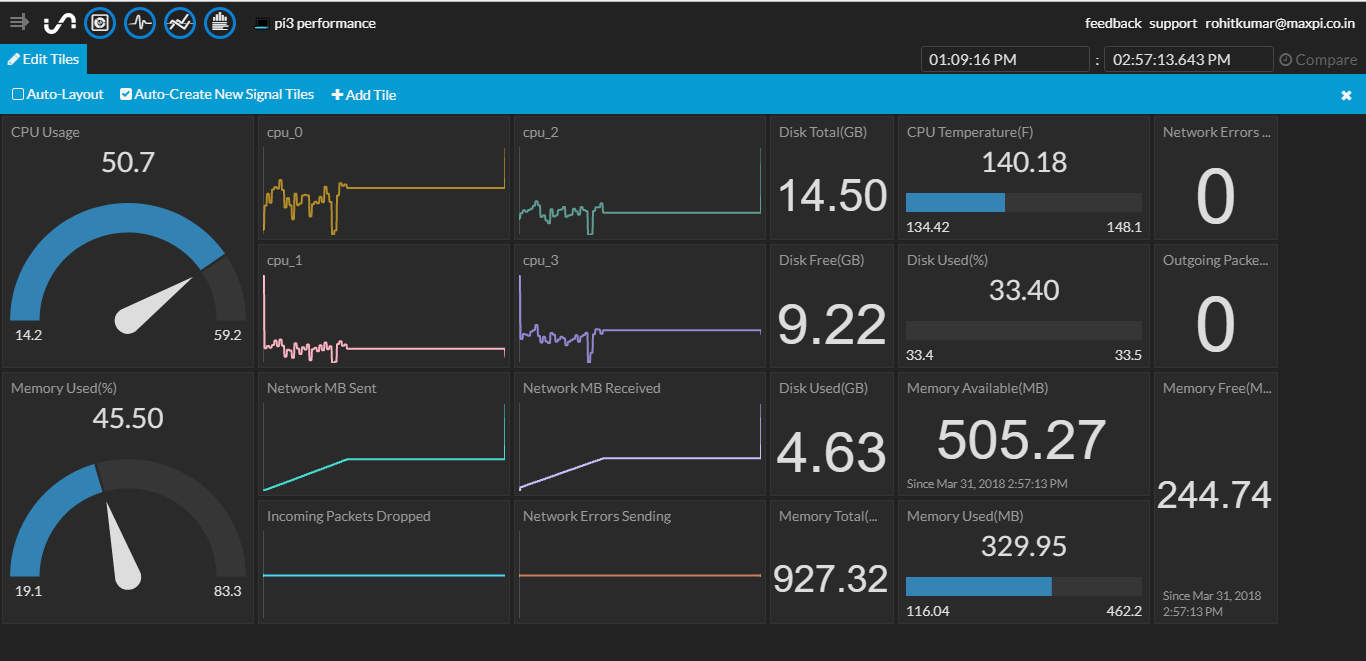 pi3 performance
feedback support rohitkumar@maxpi.co.in
Edit Tiles
01:09:16 PM : 02:57:13.643 PM Compare
Auto-Layout Auto-Create New Signal Tiles Add Tile
CPU Usage
50.7
14.2 59.2
cpu_0
cpu_2
Disk Total(GB)
14.50
CPU Temperature(F)
140.18
134.42 148.1
Network Errors ...
0
cpu_1
cpu_3
Disk Free(GB)
9.22
Disk Used(%)
33.40
33.4 33.5
Outgoing Packe...
0
Memory Used(%)
45.50
19.1 83.3
Network MB Sent
Network MB Received
Disk Used(GB)
4.63
Memory Available(MB)
505.27
Since Mar 31, 2018 2:57:13 PM
Memory Free(M...
244.74
Since Mar 31, 2018
2:57:13 PM
Incoming Packets Dropped
Network Errors Sending
Memory Total(...
927.32
Memory Used(MB)
329.95
116.04 462.2